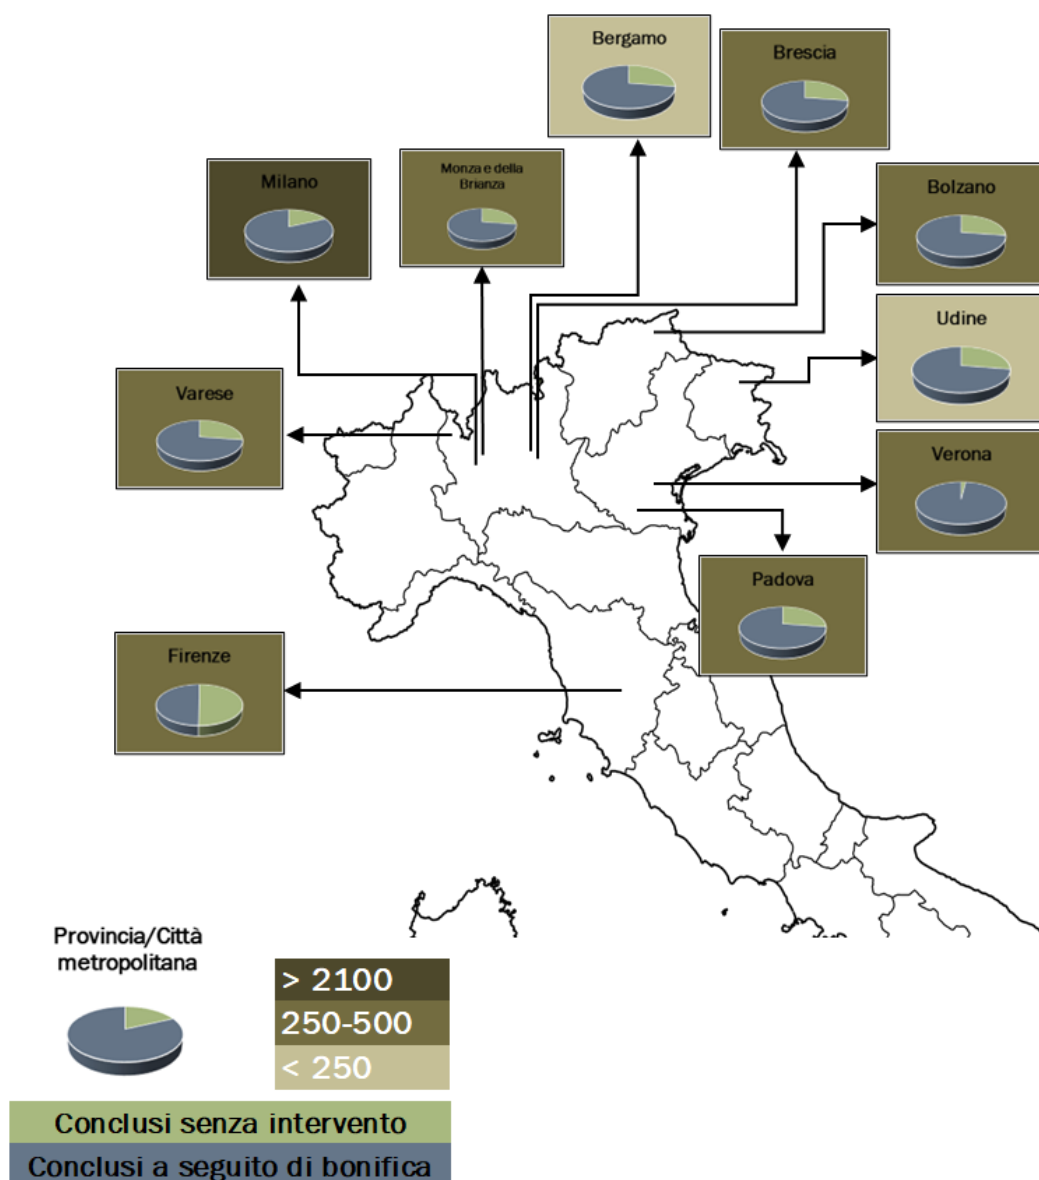 Bergamo
Brescia
Milano
Monza e della
Brianza
Bolzano
Udine
Varese
Verona
Padova
Firenze
Provincia/Città
metropolitana
> 2100
250-500
< 250
Conclusi senza intervento
Conclusi a seguito di bonifica